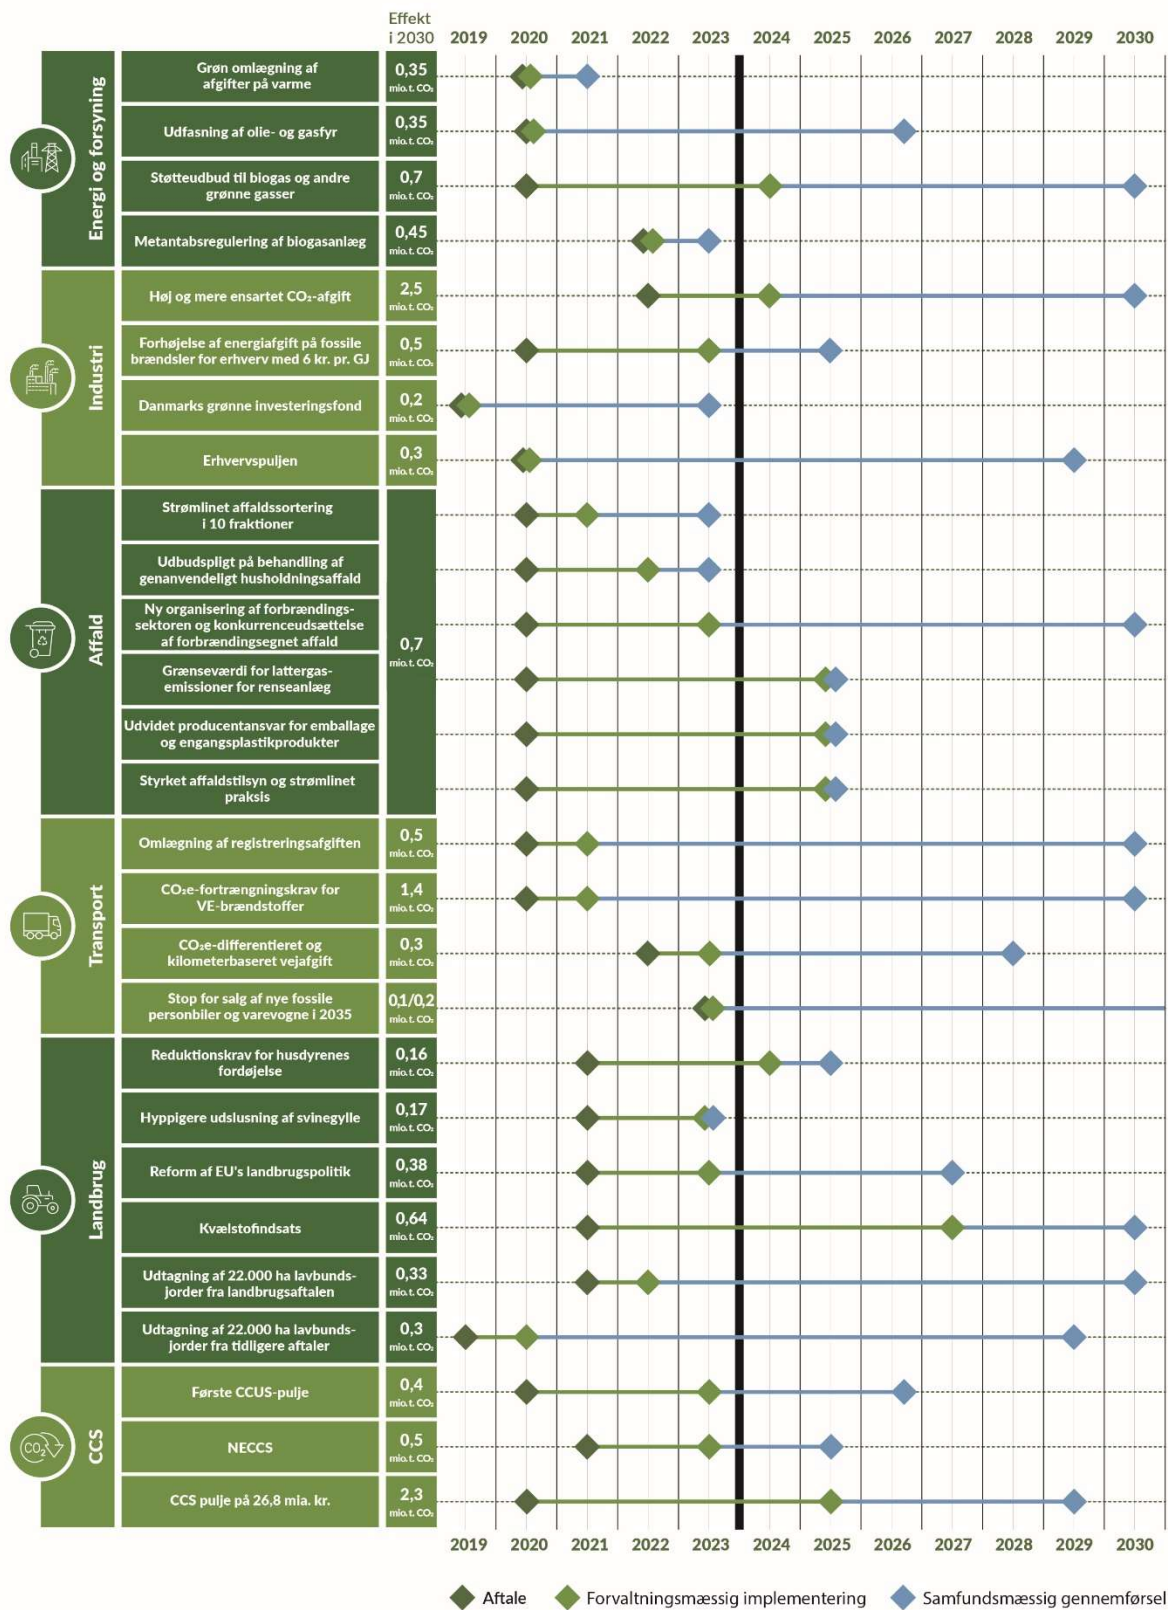 Effekt
i 2030
2019 2020 2021 2022 2023 2024 2025 2026 2027 2028 2029 2030
Energi og forsyning
Grøn omlægning af
afgifter på varme
0,35
mio. t. CO₂
Udfasning af olie- og gasfyr
0,35
mio. t. CO₂
Støtteudbud til biogas og andre
grønne gasser
0,7
mio. t. CO₂
Metantabsregulering af biogasanlæg
0,45
mio. t. CO₂
Industri
Høj og mere ensartet CO₂-afgift
2,5
mio. t. CO₂
Forhøjelse af energiafgift på fossile
brændsler for erhverv med 6 kr. pr. GJ
0,5
mio. t. CO₂
Danmarks grønne investeringsfond
0,2
mio. t. CO₂
Erhvervspuljen
0,3
mio. t. CO₂
Affald
Strømlinet affaldssortering
i 10 fraktioner
Udbudspligt på behandling af
genanvendeligt husholdningsaffald
Ny organisering af forbrændings-
sektoren og konkurrenceudsættelse
af forbrændingsegnet affald
0,7
mio. t. CO₂
Grænseværdi for lattergas-
emissioner for renseanlæg
Udvidet producentansvar for emballage
og engangsplastikprodukter
Styrket affaldstilsyn og strømlinet
praksis
Transport
Omlægning af registreringsafgiften
0,5
mio. t. CO₂
CO₂e-fortrængningskrav for
VE-brændstoffer
1,4
mio. t. CO₂
CO₂e-differentieret og
kilometerbaseret vejafgift
0,3
mio. t. CO₂
Stop for salg af nye fossile
personbiler og varevogne i 2035
0,1/0,2
mio. t. CO₂
Landbrug
Reduktionskrav for husdyrenes
fordøjelse
0,16
mio. t. CO₂
Hyppigere udslusning af svinegylle
0,17
mio. t. CO₂
Reform af EU's landbrugspolitik
0,38
mio. t. CO₂
Kvælstofindsats
0,64
mio. t. CO₂
Udtagning af 22.000 ha lavbunds-
jorder fra landbrugsaftalen
0,33
mio. t. CO₂
Udtagning af 22.000 ha lavbunds-
jorder fra tidligere aftaler
0,3
mio. t. CO₂
CO₂
CCS
Første CCUS-pulje
0,4
mio. t. CO₂
NECCS
0,5
mio. t. CO₂
CCS pulje på 26,8 mia. kr.
2,3
mio. t. CO₂
2019 2020 2021 2022 2023 2024 2025 2026 2027 2028 2029 2030
Aftale Forvaltningsmæssig implementering Samfundsmæssig gennemførsel